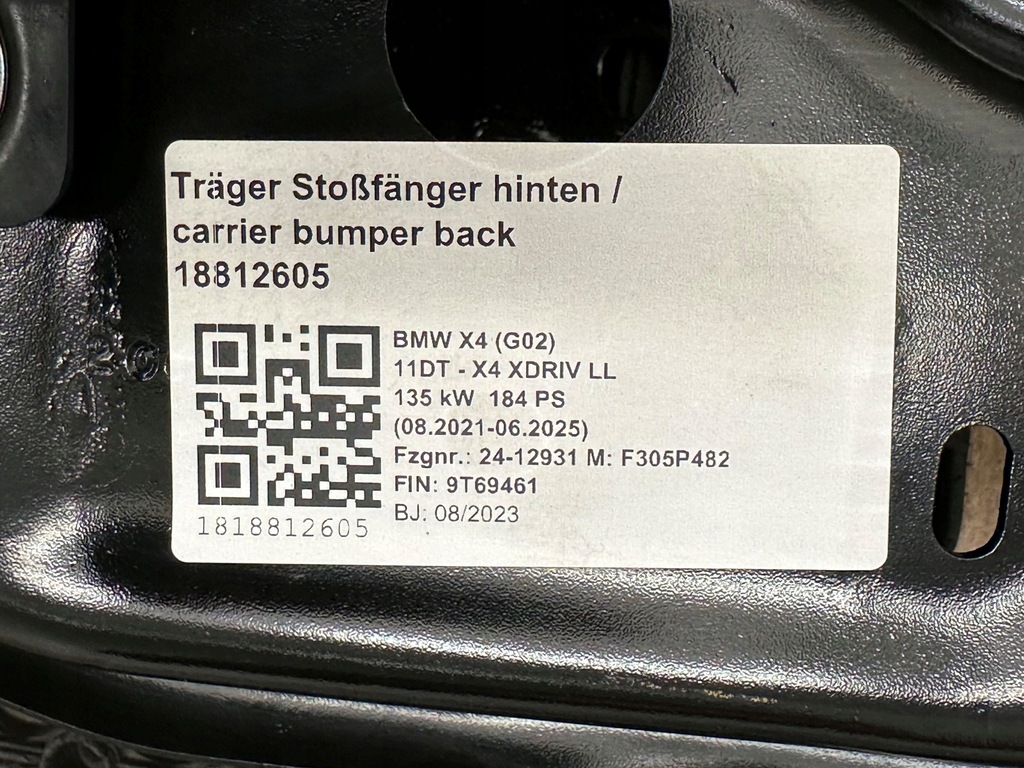 Träger Stoßfänger hinten /
carrier bumper back
18812605
BMW X4 (G02)
11DT - X4 XDRIV LL
135 kW 184 PS
(08.2021-06.2025)
Fzgnr.: 24-12931 M: F305P482
FIN: 9T69461
BJ: 08/2023
1818812605